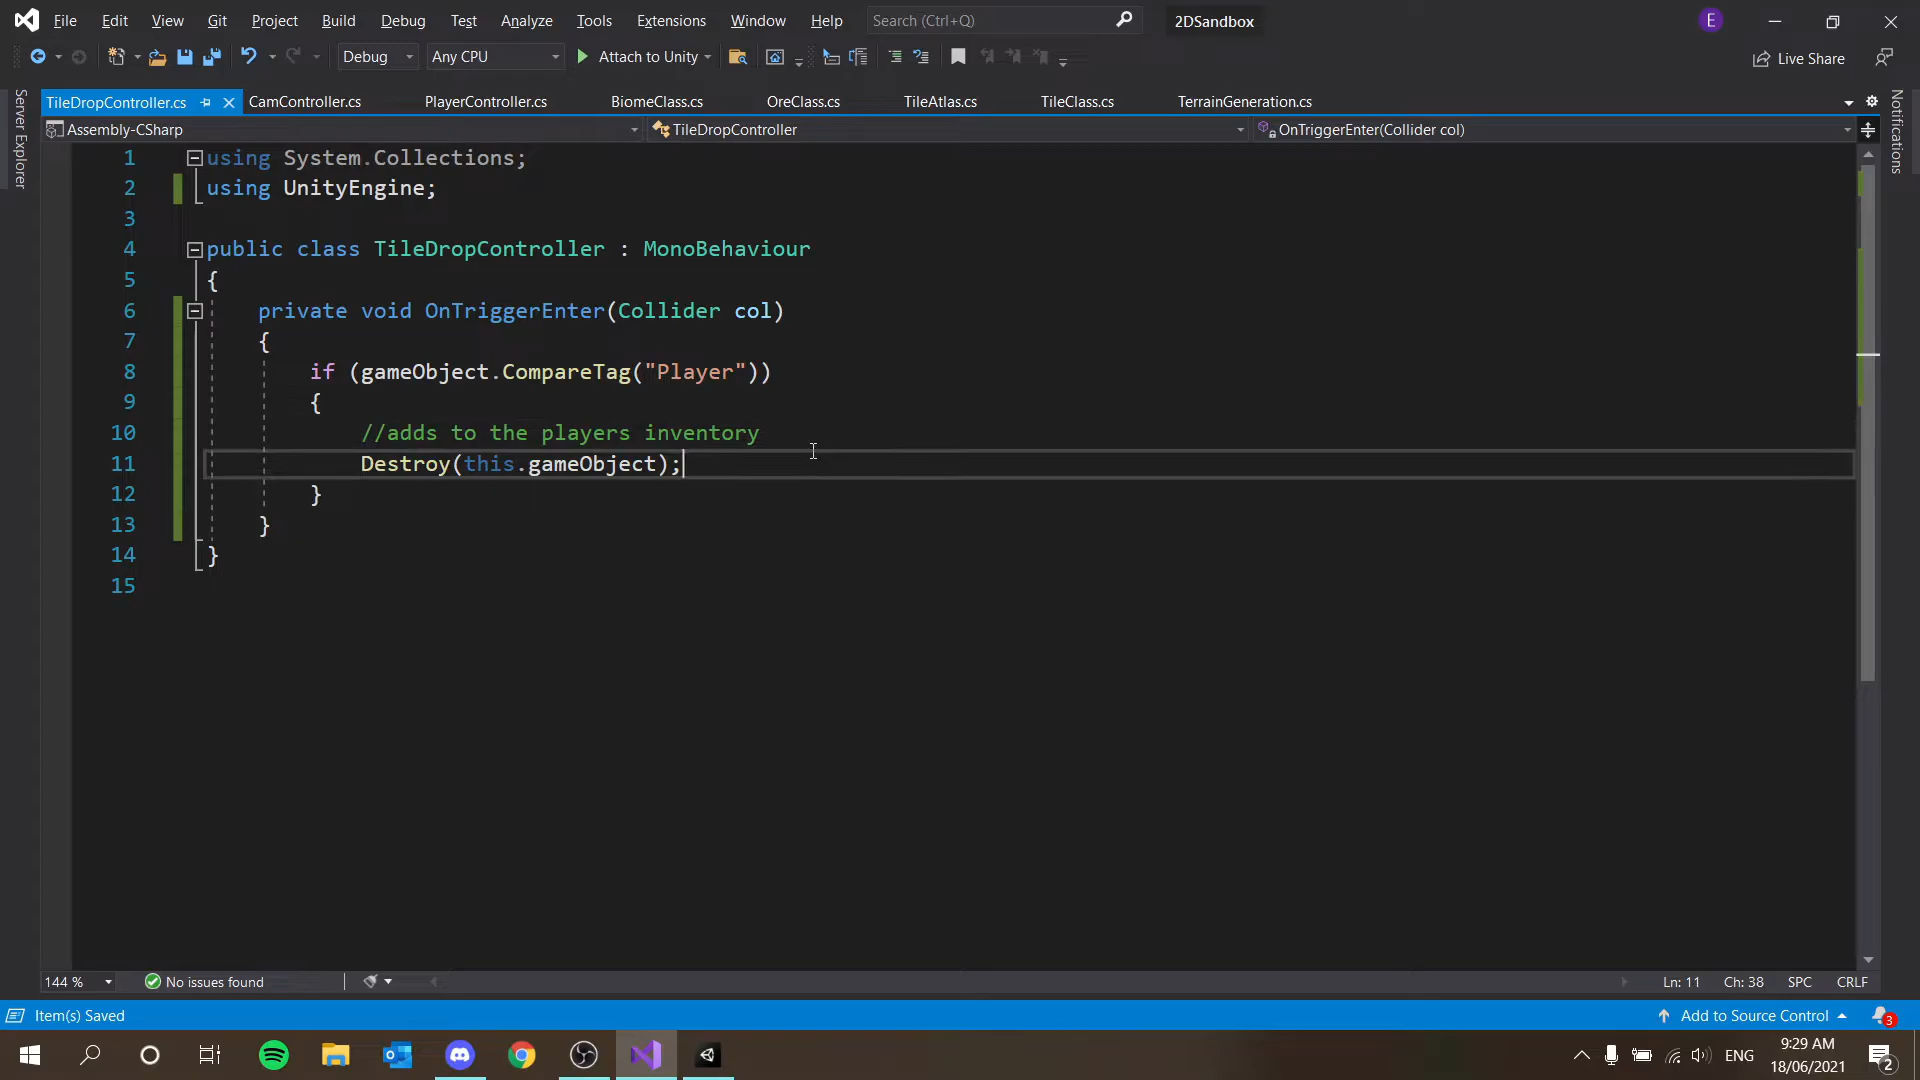 File Edit View Git Project Build Debug Test Analyze Tools Extensions Window Help Search (Ctrl+Q) 2DSandbox E
Debug Any CPU Attach to Unity Live Share
Server Explorer
TileDropController.cs CamController.cs PlayerController.cs BiomeClass.cs OreClass.cs TileAtlas.cs TileClass.cs TerrainGeneration.cs
Notifications
Assembly-CSharp TileDropController OnTriggerEnter(Collider col)
1 using System.Collections;
2 using UnityEngine;
3
4 public class TileDropController : MonoBehaviour
5 {
6 private void OnTriggerEnter(Collider col)
7 {
8 if (gameObject.CompareTag("Player"))
9 {
10 //adds to the players inventory
11 Destroy(this.gameObject);
12 }
13 }
14 }
15
144 % No issues found Ln: 11 Ch: 38 SPC CRLF
Item(s) Saved Add to Source Control 3
ENG 9:29 AM
18/06/2021 2